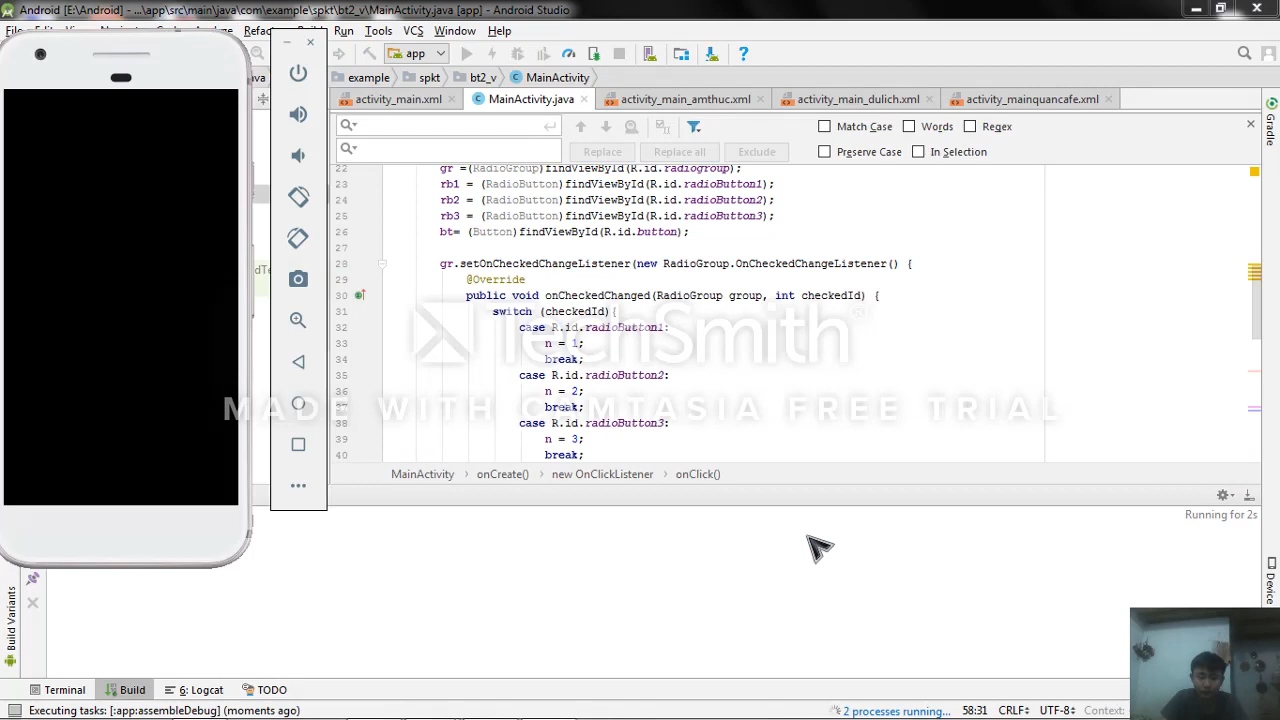 Android [E:\Android] - ...\app\src\main\java\com\example\spkt\bt2_v\MainActivity.java [app] - Android Studio
Run Tools VCS Window Help
app
example spkt bt2_v MainActivity
activity_main.xml MainActivity.java activity_main_amthuc.xml activity_main_dulich.xml activity_mainquancafe.xml
Match Case Words Regex
Replace Replace all Exclude Preserve Case In Selection
22 gr =(RadioGroup)findViewById(R.id.radiogroup);
23 rb1 = (RadioButton)findViewById(R.id.radioButton1);
24 rb2 = (RadioButton)findViewById(R.id.radioButton2);
25 rb3 = (RadioButton)findViewById(R.id.radioButton3);
26 bt= (Button)findViewById(R.id.button);
27
28 gr.setOnCheckedChangeListener(new RadioGroup.OnCheckedChangeListener() {
29 @Override
30 public void onCheckedChanged(RadioGroup group, int checkedId) {
31 switch (checkedId){
32 case R.id.radioButton1:
33 n = 1;
34 break;
35 case R.id.radioButton2:
36 n = 2;
37 break;
38 case R.id.radioButton3:
39 n = 3;
40 break;
TechSmith
MADE WITH CAMTASIA FREE TRIAL
MainActivity onCreate() new OnClickListener onClick()
Running for 2s
Gradle
Device
Build Variants
Terminal Build 6: Logcat TODO
Executing tasks: [:app:assembleDebug] (moments ago) 2 processes running... 58:31 CRLF UTF-8 Context: